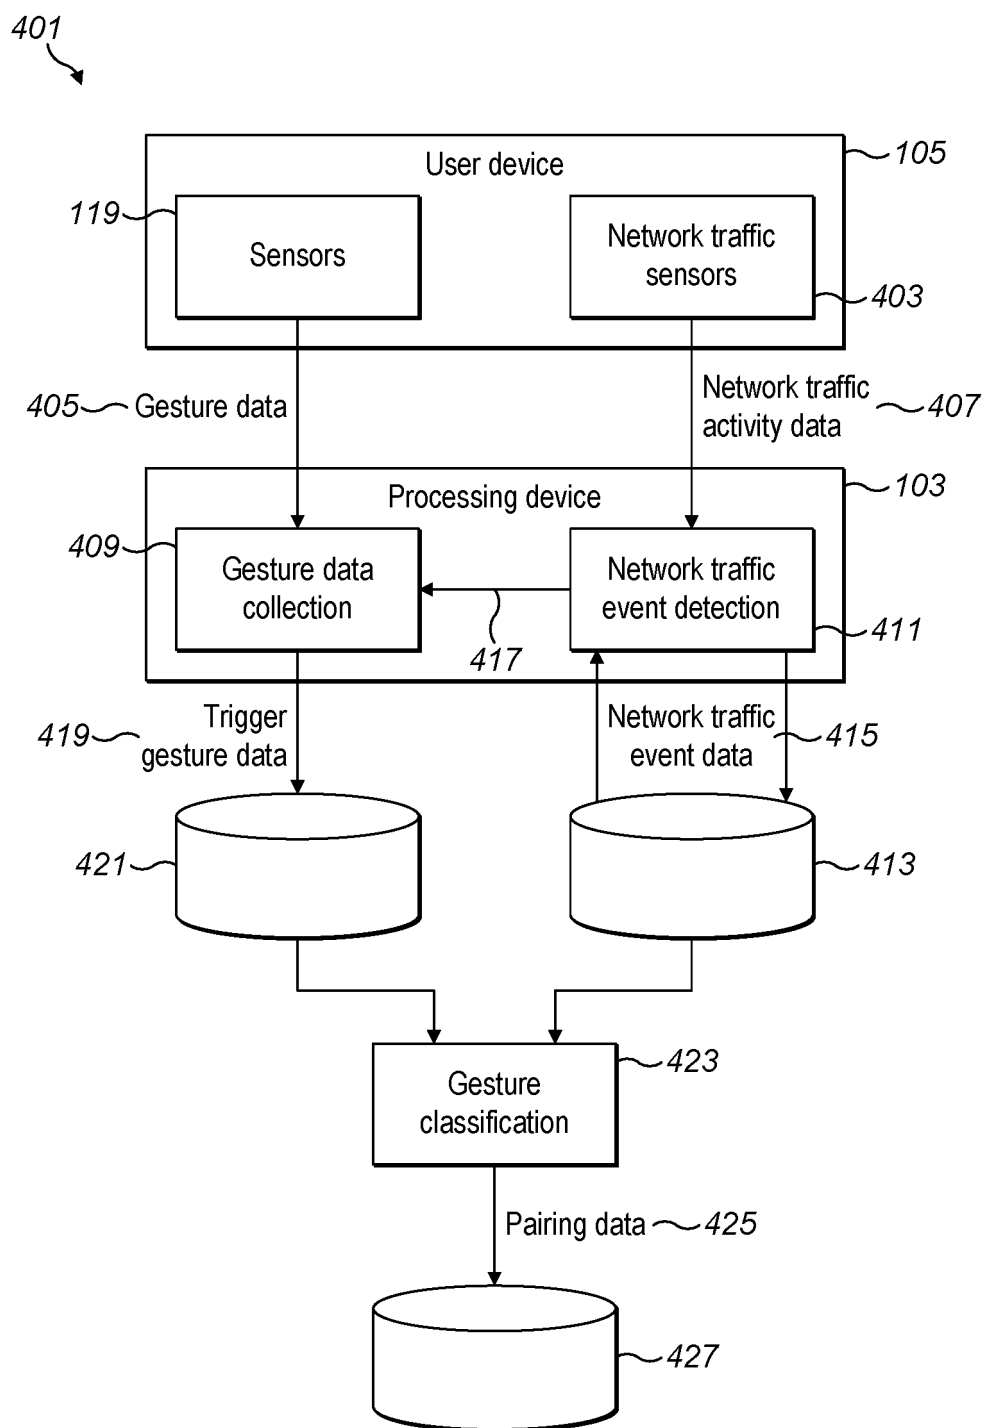 401
User device
105
119
Sensors
Network traffic
sensors
403
405
Gesture data
Network traffic
activity data
407
Processing device
103
409
Gesture data
collection
Network traffic
event detection
411
417
419
Trigger
gesture data
Network traffic
event data
415
421
413
Gesture
classification
423
Pairing data
425
427